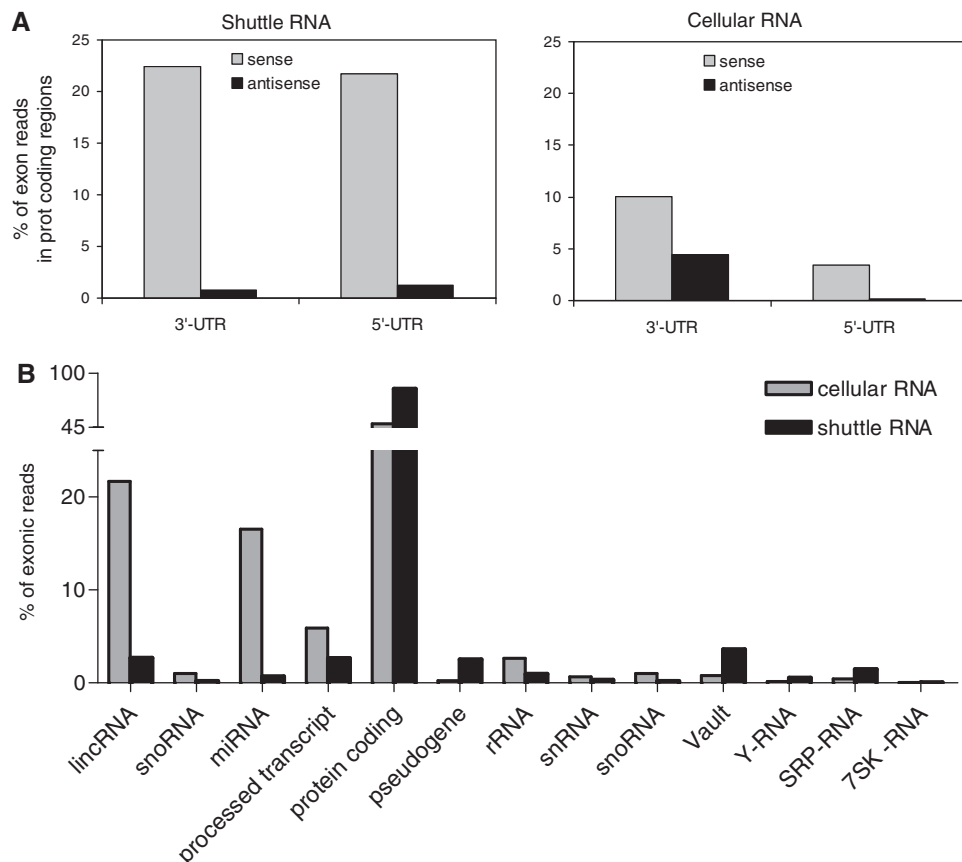 A
Shuttle RNA
% of exon reads
in prot coding regions
25
20
15
10
5
0
sense
antisense
3'-UTR
5'-UTR
Cellular RNA
25
20
15
10
5
0
sense
antisense
3'-UTR
5'-UTR
B
% of exonic reads
100
45
20
10
0
cellular RNA
shuttle RNA
lincRNA
snoRNA
miRNA
processed transcript
protein coding
pseudogene
rRNA
snRNA
snoRNA
Vault
Y-RNA
SRP-RNA
7SK -RNA